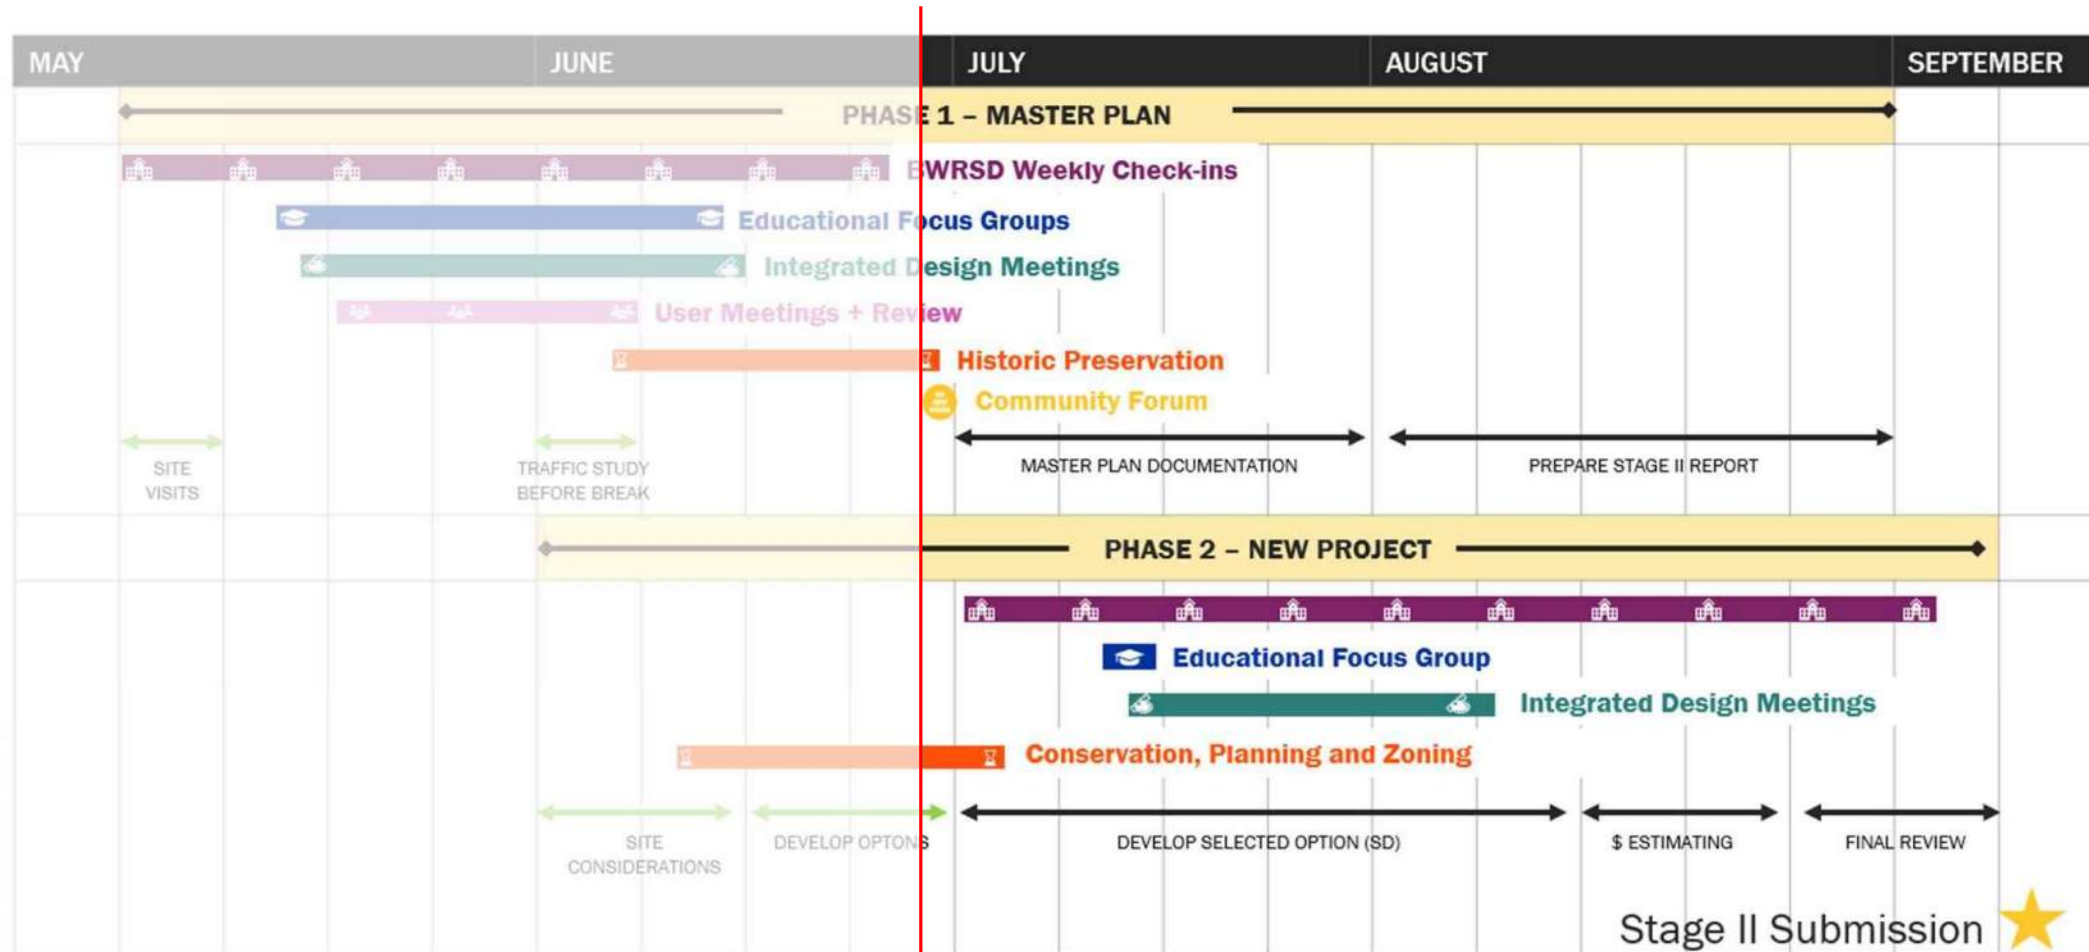 MAY JUNE JULY AUGUST SEPTEMBER
PHASE 1 – MASTER PLAN
BWRSD Weekly Check-ins
Educational Focus Groups
Integrated Design Meetings
User Meetings + Review
Historic Preservation
Community Forum
SITE
VISITS
TRAFFIC STUDY
BEFORE BREAK
MASTER PLAN DOCUMENTATION
PREPARE STAGE II REPORT
PHASE 2 – NEW PROJECT
Educational Focus Group
Integrated Design Meetings
Conservation, Planning and Zoning
SITE
CONSIDERATIONS
DEVELOP OPTONS
DEVELOP SELECTED OPTION (SD)
$ ESTIMATING
FINAL REVIEW
Stage II Submission